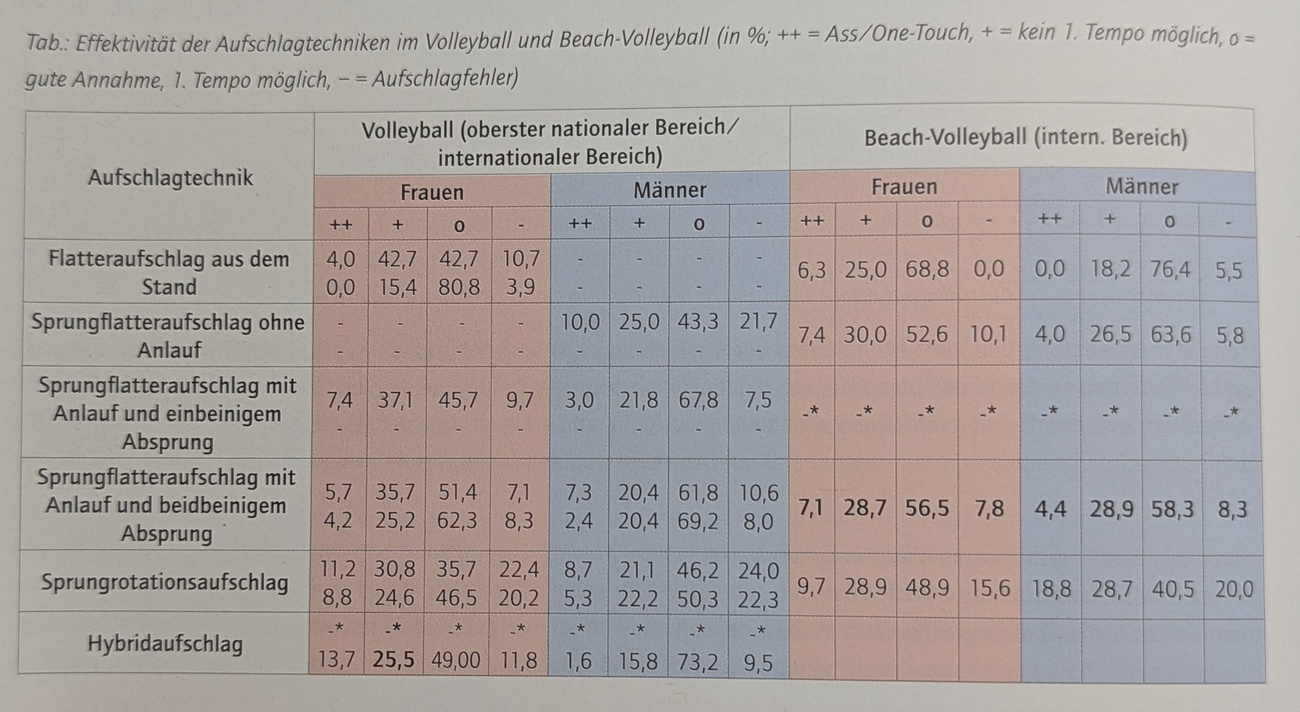 Tab.: Effektivität der Aufschlagtechniken im Volleyball und Beach-Volleyball (in %; ++ = Ass/One-Touch, + = kein 1. Tempo möglich, o =
gute Annahme, 1. Tempo möglich, – = Aufschlagfehler)
Aufschlagtechnik
Volleyball (oberster nationaler Bereich/
internationaler Bereich)
Beach-Volleyball (intern. Bereich)
Frauen Männer Frauen Männer
++ + o - ++ + o - ++ + o - ++ + o -
Flatteraufschlag aus dem
Stand
4,0 42,7 42,7 10,7 - - - -
0,0 15,4 80,8 3,9 - - - -
6,3 25,0 68,8 0,0 0,0 18,2 76,4 5,5
Sprungflatteraufschlag ohne
Anlauf
- - - - 10,0 25,0 43,3 21,7
- - - - - - - -
7,4 30,0 52,6 10,1 4,0 26,5 63,6 5,8
Sprungflatteraufschlag mit
Anlauf und einbeinigem
Absprung
7,4 37,1 45,7 9,7 3,0 21,8 67,8 7,5
- - - - - - - -
-* -* -* -* -* -* -* -*
Sprungflatteraufschlag mit
Anlauf und beidbeinigem
Absprung
5,7 35,7 51,4 7,1 7,3 20,4 61,8 10,6
4,2 25,2 62,3 8,3 2,4 20,4 69,2 8,0
7,1 28,7 56,5 7,8 4,4 28,9 58,3 8,3
Sprungrotationsaufschlag
11,2 30,8 35,7 22,4 8,7 21,1 46,2 24,0
8,8 24,6 46,5 20,2 5,3 22,2 50,3 22,3
9,7 28,9 48,9 15,6 18,8 28,7 40,5 20,0
Hybridaufschlag
-* -* -* -* -* -* -* -*
13,7 25,5 49,00 11,8 1,6 15,8 73,2 9,5